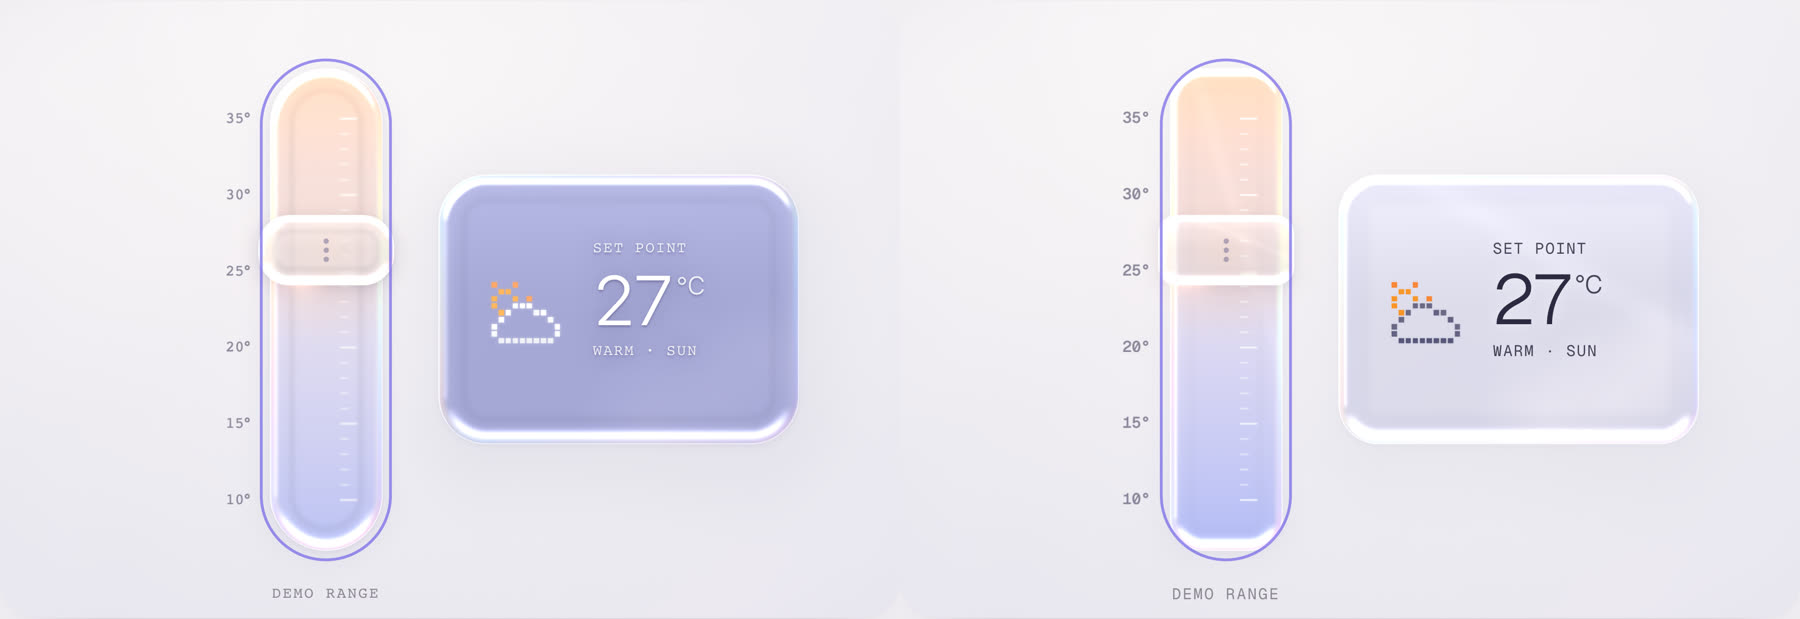 35°
30°
25°
20°
15°
10°
SET POINT
27°C
WARM · SUN
DEMO RANGE
35°
30°
25°
20°
15°
10°
SET POINT
27°C
WARM · SUN
DEMO RANGE